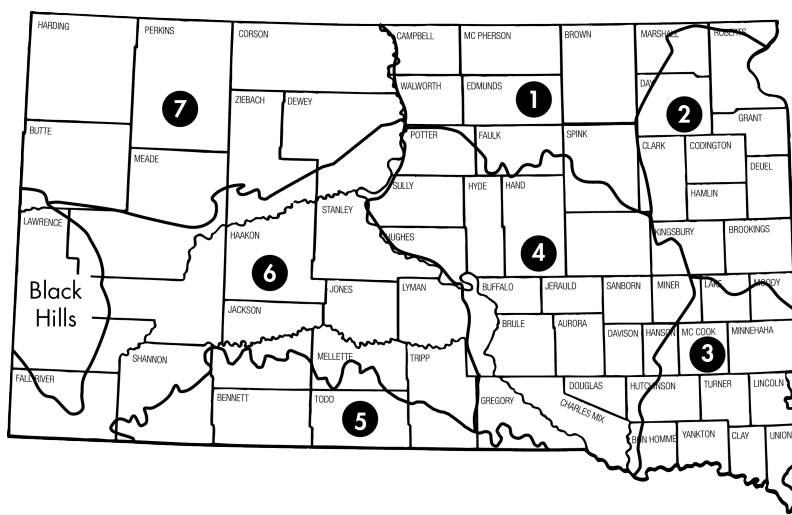 HARDING
PERKINS
CORSON
CAMPBELL
MC PHERSON
BROWN
MARSHALL
ROBERTS
WALWORTH
EDMUNDS
DAY
ZIEBACH
DEWEY
7
1
2
GRANT
BUTTE
POTTER
FAULK
SPINK
CLARK
CODINGTON
MEADE
DEUEL
SULLY
HYDE
HAND
HAMLIN
LAWRENCE
STANLEY
HAAKON
HUGHES
KINGSBURY
BROOKINGS
4
6
Black
Hills
JONES
LYMAN
BUFFALO
JERAULD
SANBORN
MINER
LAKE
MOODY
JACKSON
BRULE
AURORA
DAVISON
HANSON
MC COOK
MINNEHAHA
3
SHANNON
MELLETTE
TRIPP
FALL RIVER
DOUGLAS
HUTCHINSON
TURNER
LINCOLN
BENNETT
TODD
GREGORY
CHARLES MIX
5
BON HOMME
YANKTON
CLAY
UNION